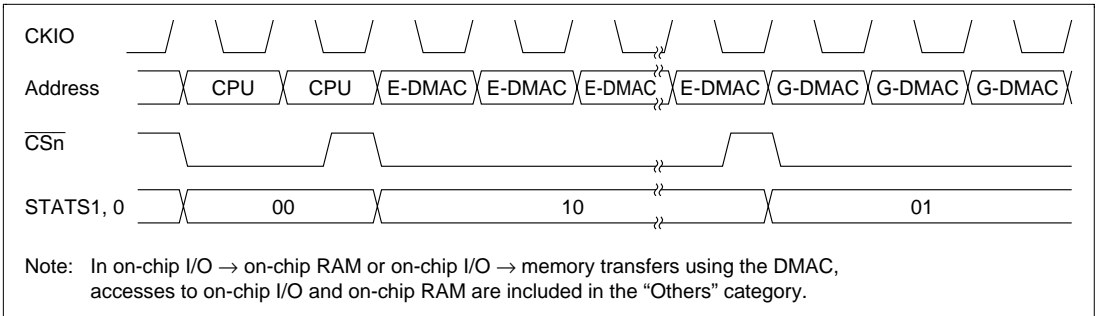 CKIO
Address CPU CPU E-DMAC E-DMAC E-DMAC E-DMAC G-DMAC G-DMAC G-DMAC
CSn
STATS1, 0 00 10 01
Note: In on-chip I/O → on-chip RAM or on-chip I/O → memory transfers using the DMAC,
accesses to on-chip I/O and on-chip RAM are included in the “Others” category.